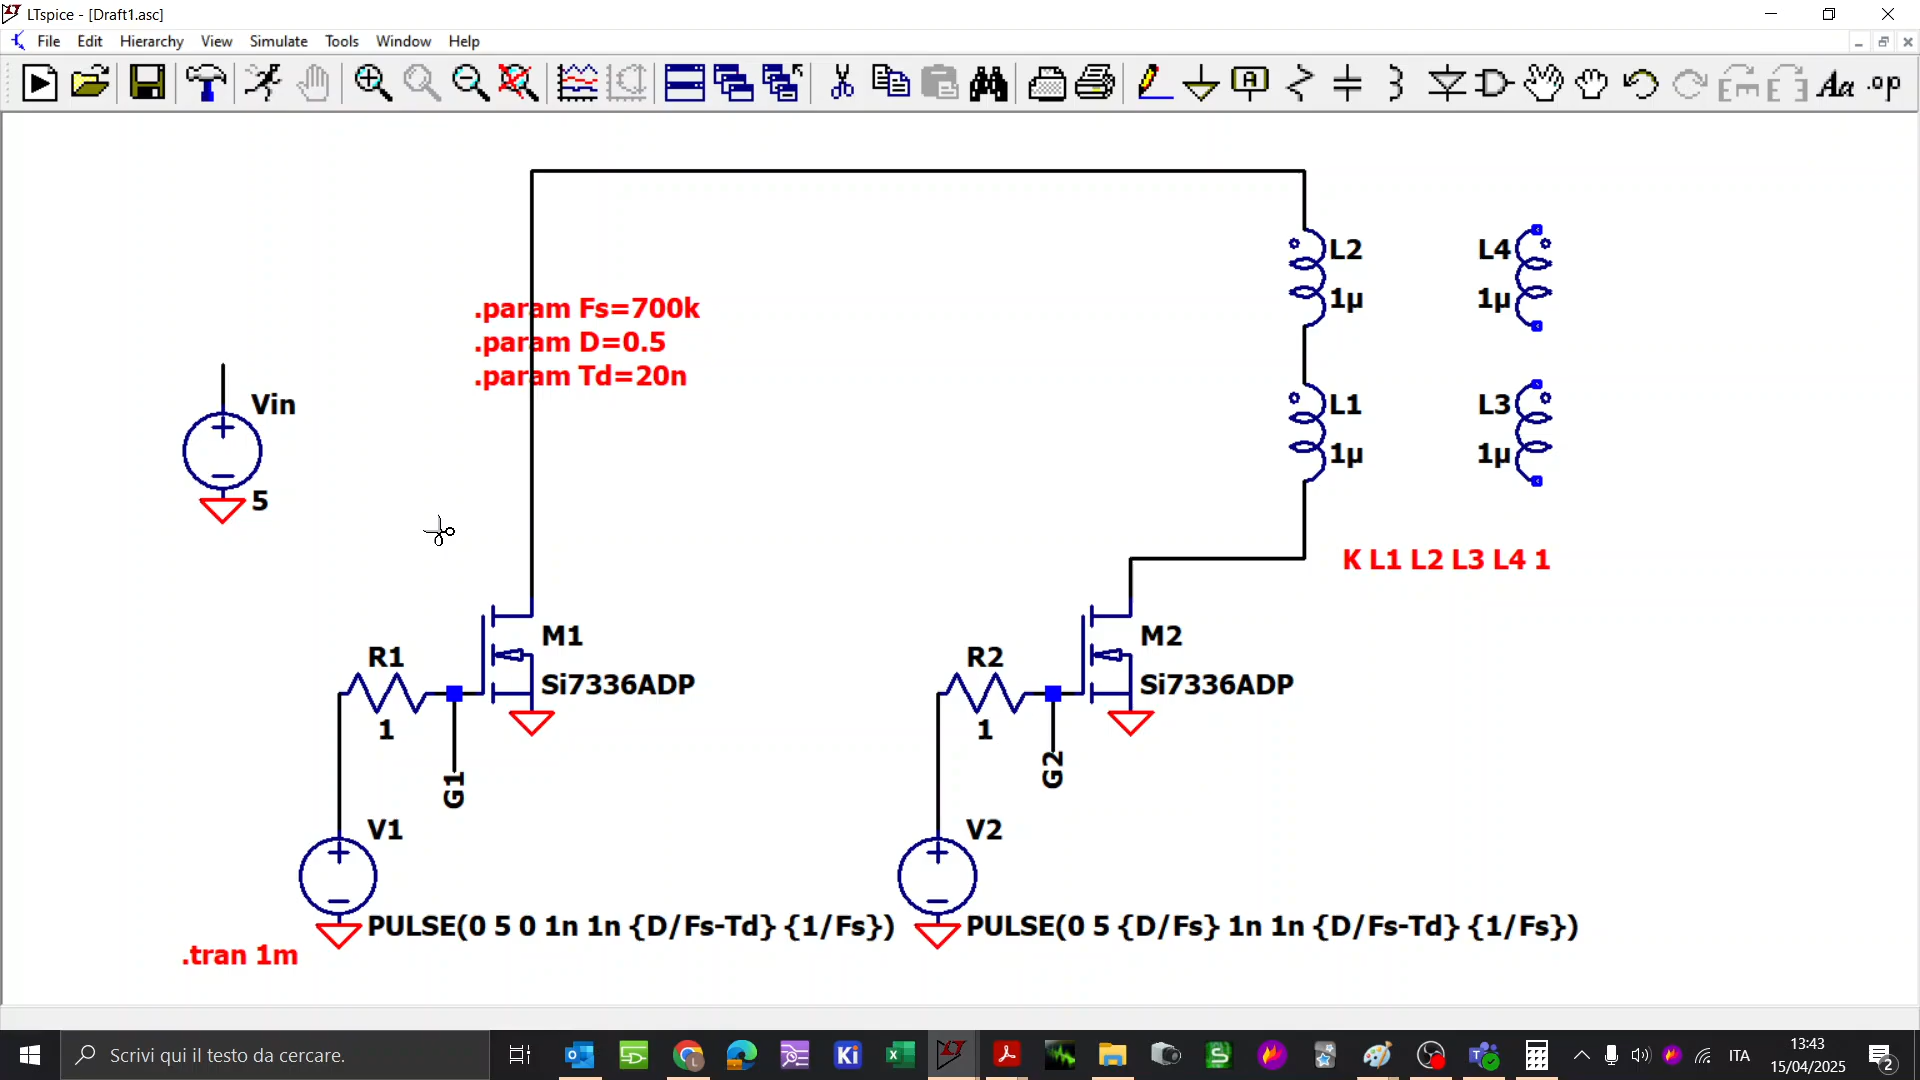 LTspice - [Draft1.asc]
File Edit Hierarchy View Simulate Tools Window Help
A Aa .op
L2
1µ
L4
1µ
.param Fs=700k
.param D=0.5
.param Td=20n
Vin
5
L1
1µ
L3
1µ
K L1 L2 L3 L4 1
R1
1
M1
Si7336ADP
R2
1
M2
Si7336ADP
G1
G2
V1
V2
PULSE(0 5 0 1n 1n {D/Fs-Td} {1/Fs})
PULSE(0 5 {D/Fs} 1n 1n {D/Fs-Td} {1/Fs})
.tran 1m
Scrivi qui il testo da cercare.
Ki
ITA
13:43
15/04/2025
2